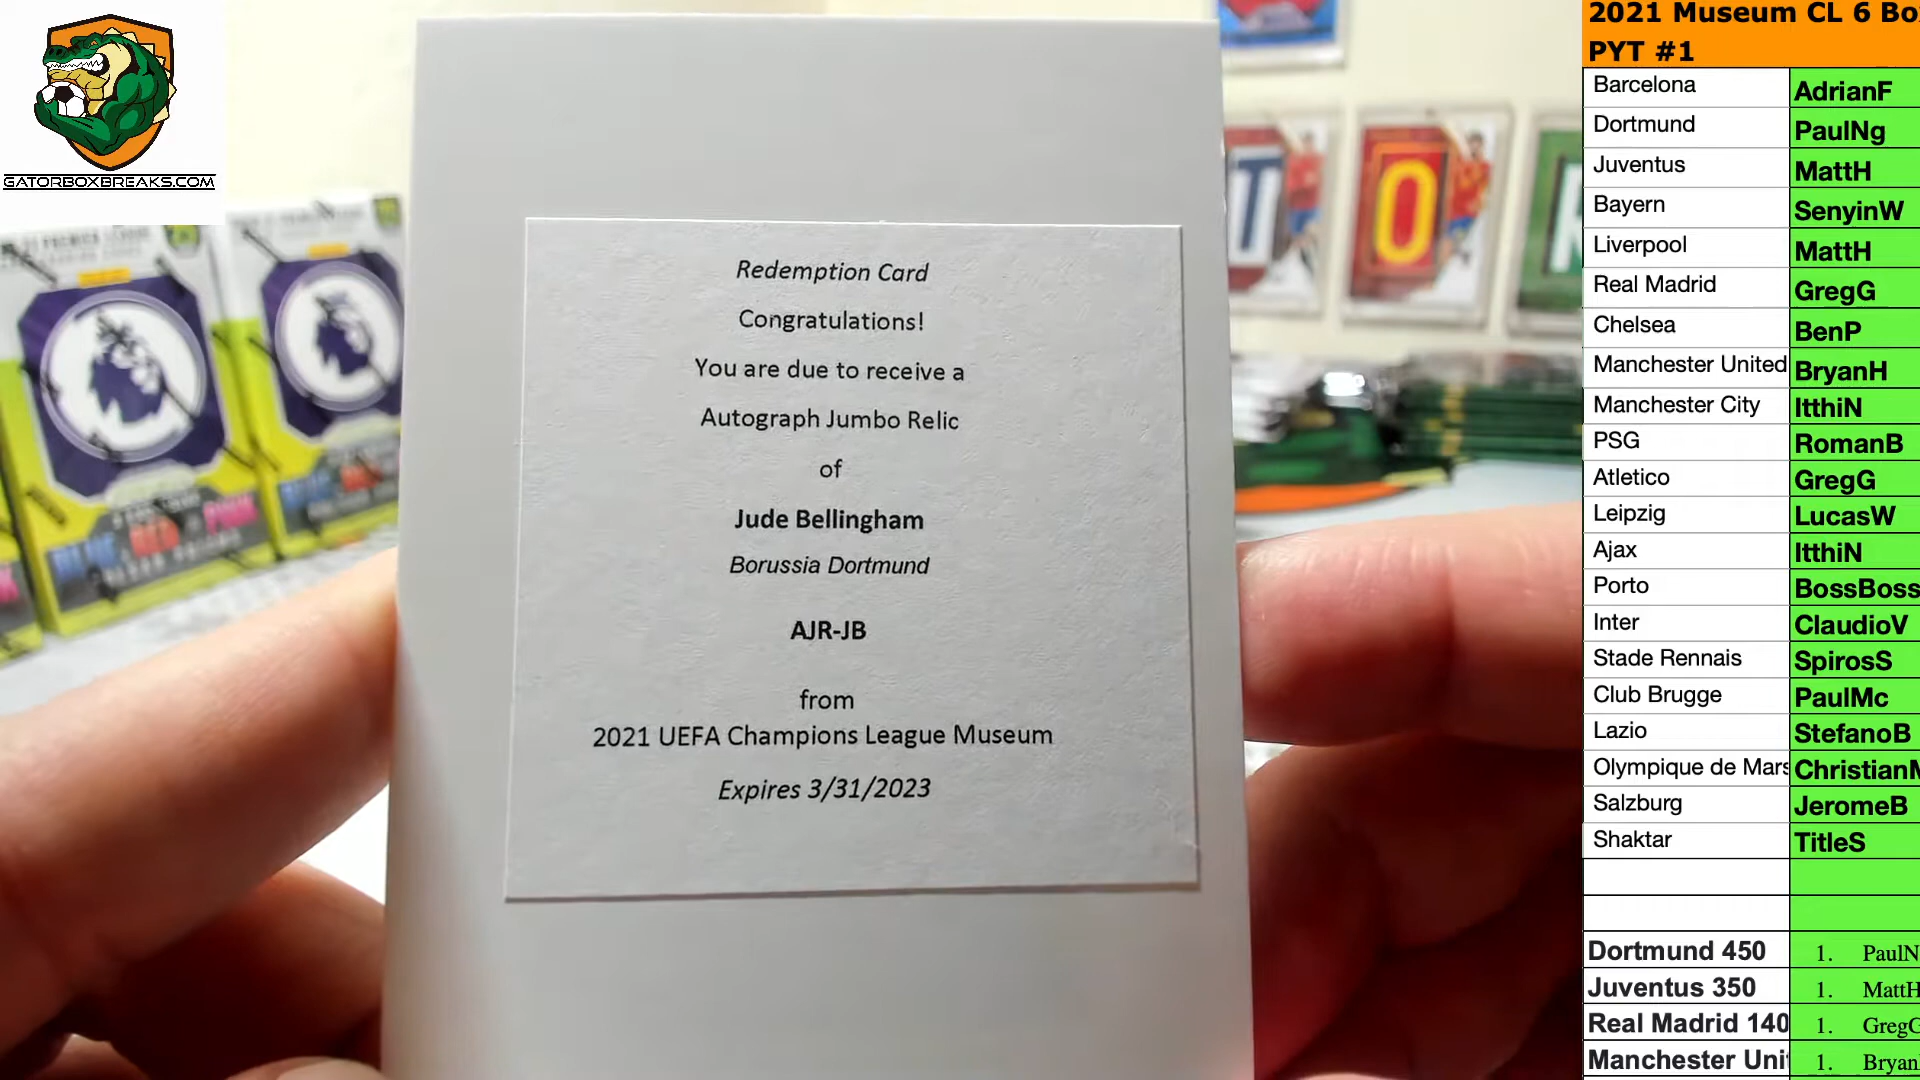 GATORBOXBREAKS.COM
Redemption Card
Congratulations!
You are due to receive a
Autograph Jumbo Relic
of
Jude Bellingham
Borussia Dortmund
AJR-JB
from
2021 UEFA Champions League Museum
Expires 3/31/2023
T
O
2021 Museum CL 6 Bo
PYT #1
Barcelona AdrianF
Dortmund PaulNg
Juventus MattH
Bayern SenyinW
Liverpool MattH
Real Madrid GregG
Chelsea BenP
Manchester United BryanH
Manchester City ItthiN
PSG RomanB
Atletico GregG
Leipzig LucasW
Ajax ItthiN
Porto BossBoss
Inter ClaudioV
Stade Rennais SpirosS
Club Brugge PaulMc
Lazio StefanoB
Olympique de Mars ChristianM
Salzburg JeromeB
Shaktar TitleS
Dortmund 450 1. PaulN
Juventus 350 1. MattH
Real Madrid 140 1. GregG
Manchester Uni 1. Bryan